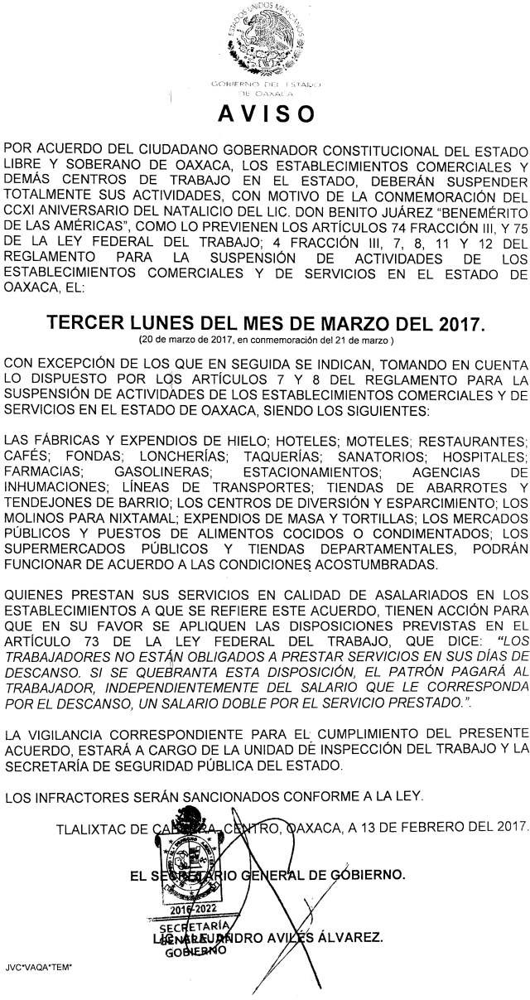 ESTADOS UNIDOS MEXICANOS
GOBIERNO DEL ESTADO
DE OAXACA
AVISO
POR ACUERDO DEL CIUDADANO GOBERNADOR CONSTITUCIONAL DEL ESTADO
LIBRE Y SOBERANO DE OAXACA, LOS ESTABLECIMIENTOS COMERCIALES Y
DEMÁS CENTROS DE TRABAJO EN EL ESTADO, DEBERÁN SUSPENDER
TOTALMENTE SUS ACTIVIDADES, CON MOTIVO DE LA CONMEMORACIÓN DEL
CCXI ANIVERSARIO DEL NATALICIO DEL LIC. DON BENITO JUÁREZ “BENEMÉRITO
DE LAS AMÉRICAS”, COMO LO PREVIENEN LOS ARTÍCULOS 74 FRACCIÓN III, Y 75
DE LA LEY FEDERAL DEL TRABAJO; 4 FRACCIÓN III, 7, 8, 11 Y 12 DEL
REGLAMENTO PARA LA SUSPENSIÓN DE ACTIVIDADES DE LOS
ESTABLECIMIENTOS COMERCIALES Y DE SERVICIOS EN EL ESTADO DE
OAXACA, EL:
TERCER LUNES DEL MES DE MARZO DEL 2017.
(20 de marzo de 2017, en conmemoración del 21 de marzo )
CON EXCEPCIÓN DE LOS QUE EN SEGUIDA SE INDICAN, TOMANDO EN CUENTA
LO DISPUESTO POR LOS ARTÍCULOS 7 Y 8 DEL REGLAMENTO PARA LA
SUSPENSIÓN DE ACTIVIDADES DE LOS ESTABLECIMIENTOS COMERCIALES Y DE
SERVICIOS EN EL ESTADO DE OAXACA, SIENDO LOS SIGUIENTES:
LAS FÁBRICAS Y EXPENDIOS DE HIELO; HOTELES; MOTELES; RESTAURANTES;
CAFÉS; FONDAS; LONCHERÍAS; TAQUERÍAS; SANATORIOS; HOSPITALES;
FARMACIAS; GASOLINERAS; ESTACIONAMIENTOS; AGENCIAS DE
INHUMACIONES; LÍNEAS DE TRANSPORTES; TIENDAS DE ABARROTES Y
TENDEJONES DE BARRIO; LOS CENTROS DE DIVERSIÓN Y ESPARCIMIENTO; LOS
MOLINOS PARA NIXTAMAL; EXPENDIOS DE MASA Y TORTILLAS; LOS MERCADOS
PÚBLICOS Y PUESTOS DE ALIMENTOS COCIDOS O CONDIMENTADOS; LOS
SUPERMERCADOS PÚBLICOS Y TIENDAS DEPARTAMENTALES, PODRÁN
FUNCIONAR DE ACUERDO A LAS CONDICIONES ACOSTUMBRADAS.
QUIENES PRESTAN SUS SERVICIOS EN CALIDAD DE ASALARIADOS EN LOS
ESTABLECIMIENTOS A QUE SE REFIERE ESTE ACUERDO, TIENEN ACCIÓN PARA
QUE EN SU FAVOR SE APLIQUEN LAS DISPOSICIONES PREVISTAS EN EL
ARTÍCULO 73 DE LA LEY FEDERAL DEL TRABAJO, QUE DICE: “LOS
TRABAJADORES NO ESTÁN OBLIGADOS A PRESTAR SERVICIOS EN SUS DÍAS DE
DESCANSO. SI SE QUEBRANTA ESTA DISPOSICIÓN, EL PATRÓN PAGARÁ AL
TRABAJADOR, INDEPENDIENTEMENTE DEL SALARIO QUE LE CORRESPONDA
POR EL DESCANSO, UN SALARIO DOBLE POR EL SERVICIO PRESTADO.”.
LA VIGILANCIA CORRESPONDIENTE PARA EL CUMPLIMIENTO DEL PRESENTE
ACUERDO, ESTARÁ A CARGO DE LA UNIDAD DE INSPECCIÓN DEL TRABAJO Y LA
SECRETARÍA DE SEGURIDAD PÚBLICA DEL ESTADO.
LOS INFRACTORES SERÁN SANCIONADOS CONFORME A LA LEY.
TLALIXTAC DE CABRERA, CENTRO, OAXACA, A 13 DE FEBRERO DEL 2017.
EL SECRETARIO GENERAL DE GOBIERNO.
2016-2022
SECRETARÍA
GENERAL DE
GOBIERNO
LIC. ALEJANDRO AVILÉS ÁLVAREZ.
JVC*VAQA*TEM*